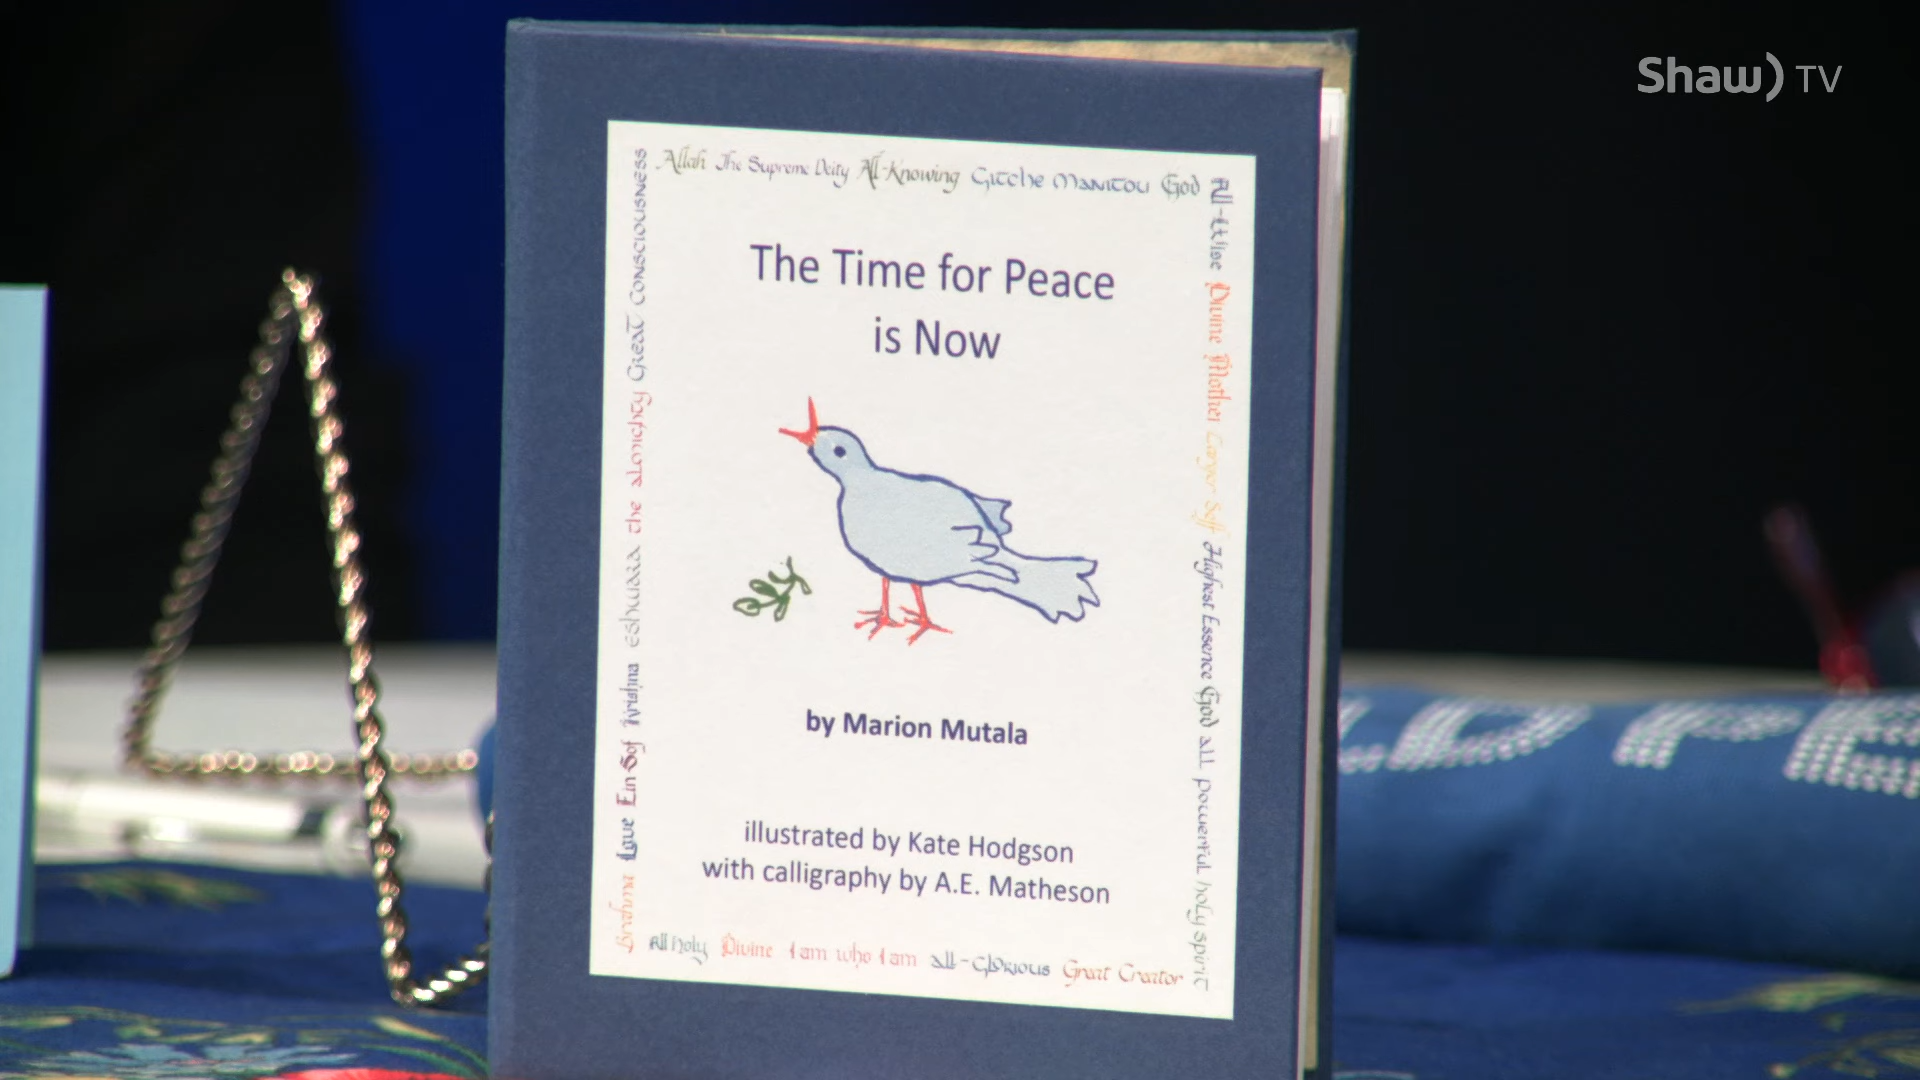 Shaw) TV
Allah The Supreme Deity All-Knowing Gitche Manitou God
All-Wise Divine Mother Larger Self Highest Essence God all powerful holy spirit
Brahma Love Ein Sof Krishna eshwara the almighty Great Consciousness
The Time for Peace
is Now
by Marion Mutala
illustrated by Kate Hodgson
with calligraphy by A.E. Matheson
All holy Divine I am who I am all-Glorious Great Creator